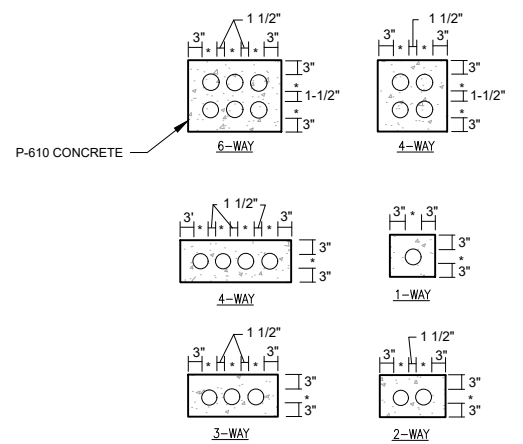 1 1/2" 1 1/2"
3" * * * 3" 3" * * 3"
3" 3"
* *
1-1/2" 1-1/2"
* *
3" 3"
P-610 CONCRETE
6-WAY 4-WAY
1 1/2"
3' * * * * 3" 3" * 3"
3" 3"
* *
3" 3"
4-WAY 1-WAY
1 1/2" 1 1/2"
3" * * * 3" 3" * * 3"
3" 3"
* *
3" 3"
3-WAY 2-WAY